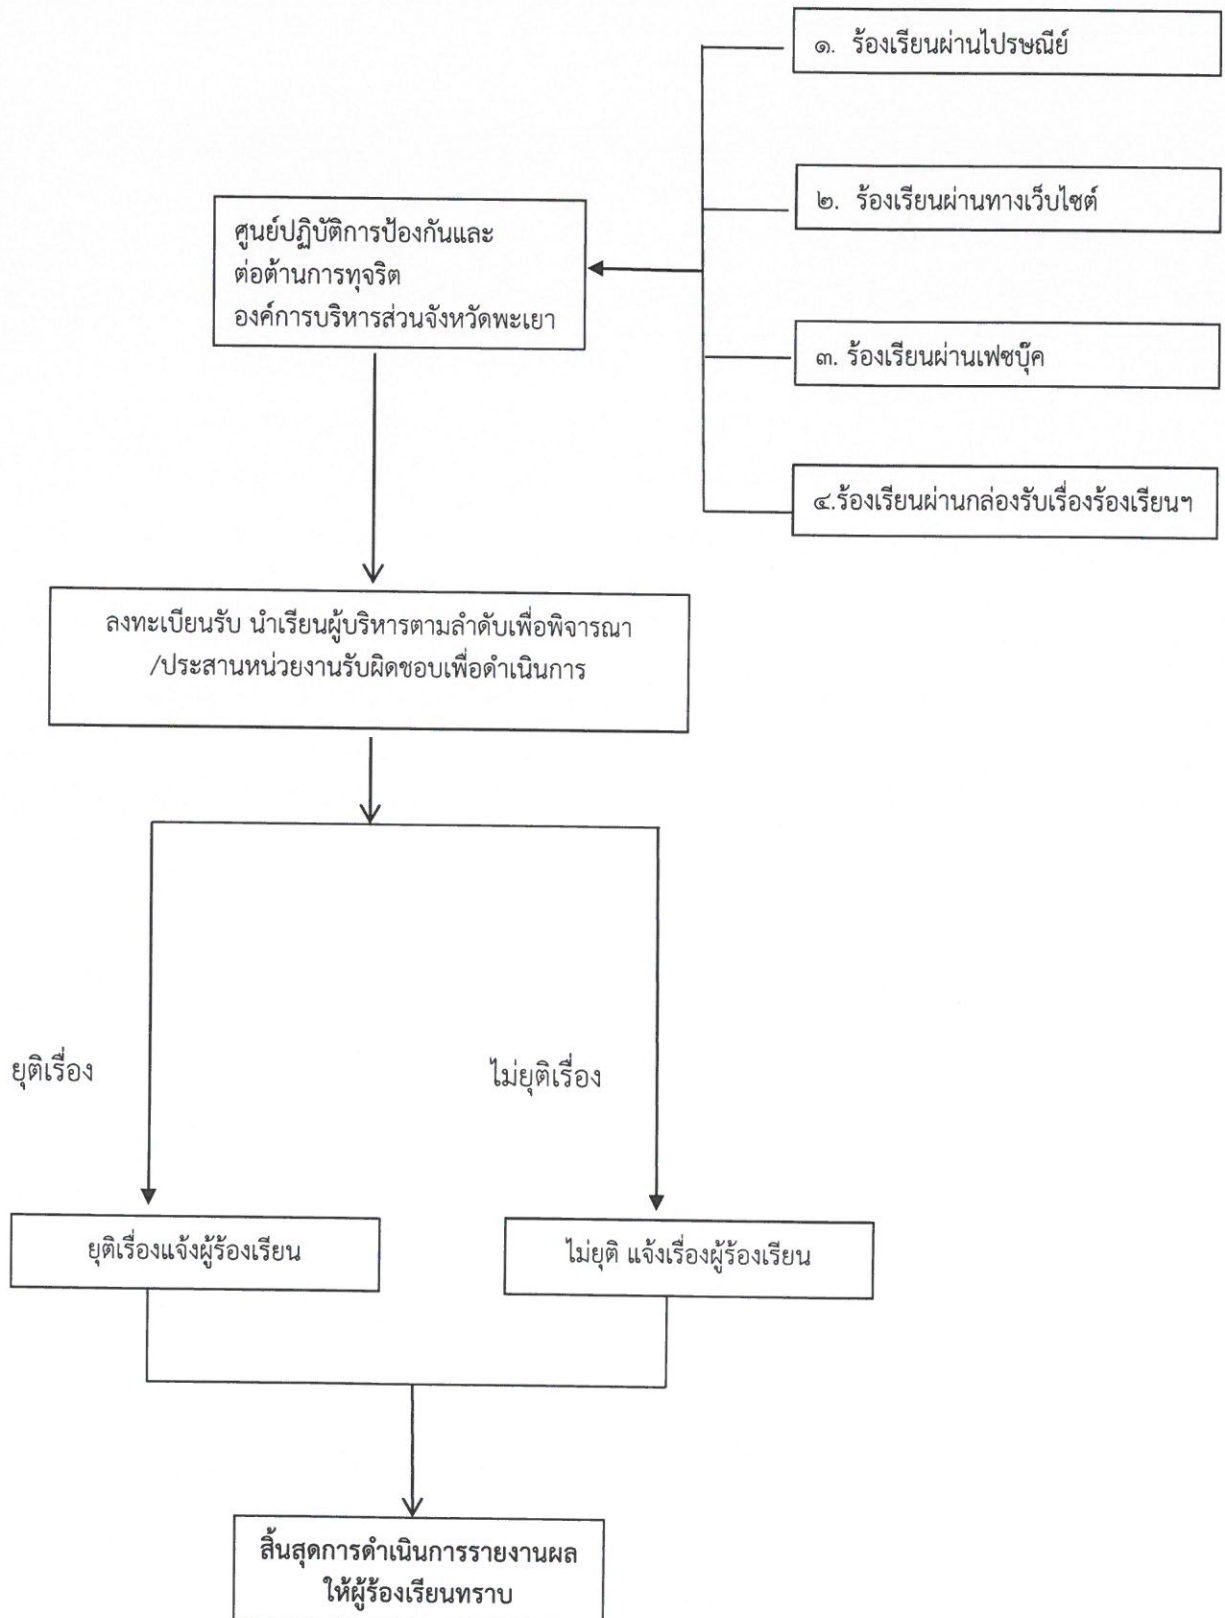 ๑. ร้องเรียนผ่านไปรษณีย์
๒. ร้องเรียนผ่านทางเว็บไซต์
ศูนย์ปฏิบัติการป้องกันและ
ต่อต้านการทุจริต
องค์การบริหารส่วนจังหวัดพะเยา
๓. ร้องเรียนผ่านเฟซบุ๊ค
๔.ร้องเรียนผ่านกล่องรับเรื่องร้องเรียนฯ
ลงทะเบียนรับ นำเรียนผู้บริหารตามลำดับเพื่อพิจารณา
/ประสานหน่วยงานรับผิดชอบเพื่อดำเนินการ
ยุติเรื่อง
ไม่ยุติเรื่อง
ยุติเรื่องแจ้งผู้ร้องเรียน
ไม่ยุติ แจ้งเรื่องผู้ร้องเรียน
สิ้นสุดการดำเนินการรายงานผล
ให้ผู้ร้องเรียนทราบ